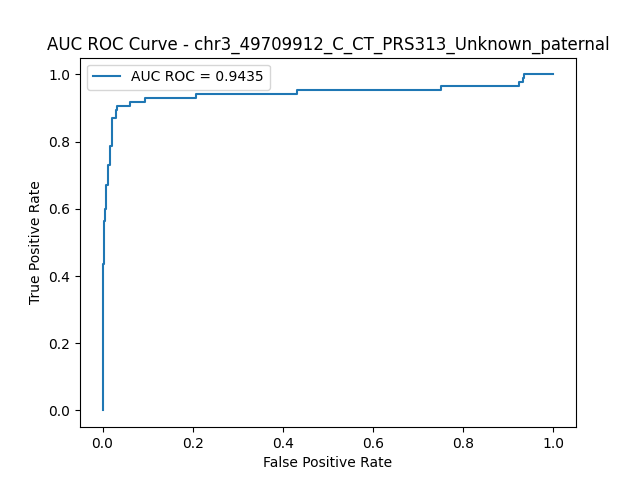 AUC ROC Curve - chr3_49709912_C_CT_PRS313_Unknown_paternal
AUC ROC = 0.9435
1.0
0.8
0.6
0.4
0.2
0.0
True Positive Rate
0.0 0.2 0.4 0.6 0.8 1.0
False Positive Rate